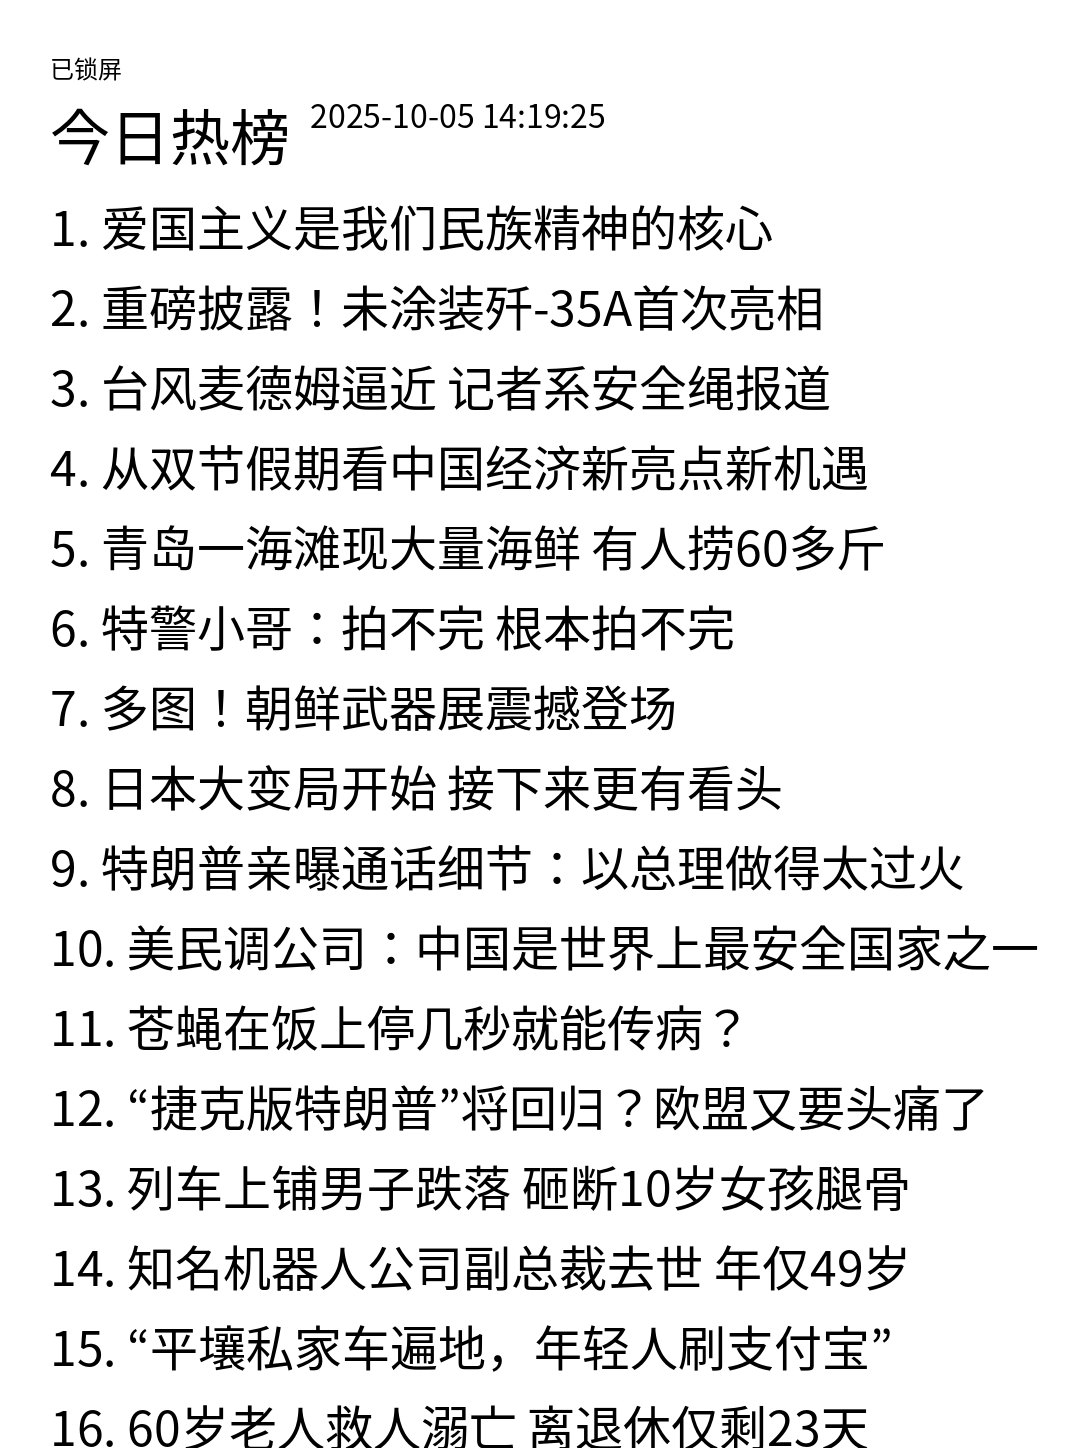 已锁屏
今日热榜 2025-10-05 14:19:25
1. 爱国主义是我们民族精神的核心
2. 重磅披露！未涂装歼-35A首次亮相
3. 台风麦德姆逼近 记者系安全绳报道
4. 从双节假期看中国经济新亮点新机遇
5. 青岛一海滩现大量海鲜 有人捞60多斤
6. 特警小哥：拍不完 根本拍不完
7. 多图！朝鲜武器展震撼登场
8. 日本大变局开始 接下来更有看头
9. 特朗普亲曝通话细节：以总理做得太过火
10. 美民调公司：中国是世界上最安全国家之一
11. 苍蝇在饭上停几秒就能传病？
12. “捷克版特朗普”将回归？欧盟又要头痛了
13. 列车上铺男子跌落 砸断10岁女孩腿骨
14. 知名机器人公司副总裁去世 年仅49岁
15. “平壤私家车遍地，年轻人刷支付宝”
16. 60岁老人救人溺亡 离退休仅剩23天